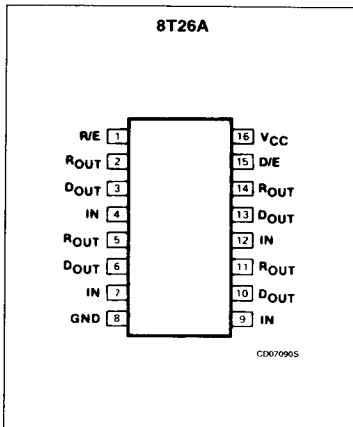 8T26A
R/E 1 16 VCC
ROUT 2 15 D/E
DOUT 3 14 ROUT
IN 4 13 DOUT
ROUT 5 12 IN
DOUT 6 11 ROUT
IN 7 10 DOUT
GND 8 9 IN
CD07090S